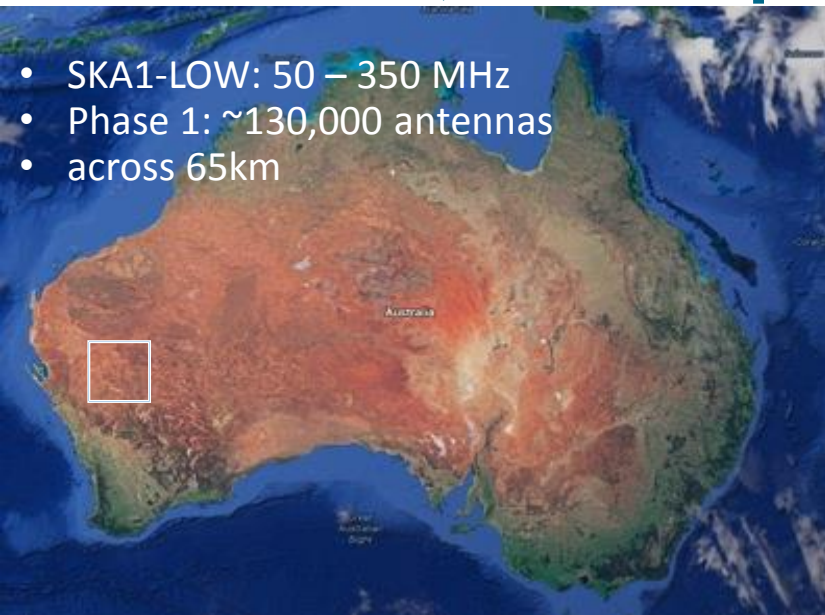 • SKA1-LOW: 50 – 350 MHz
• Phase 1: ~130,000 antennas
• across 65km
Australia